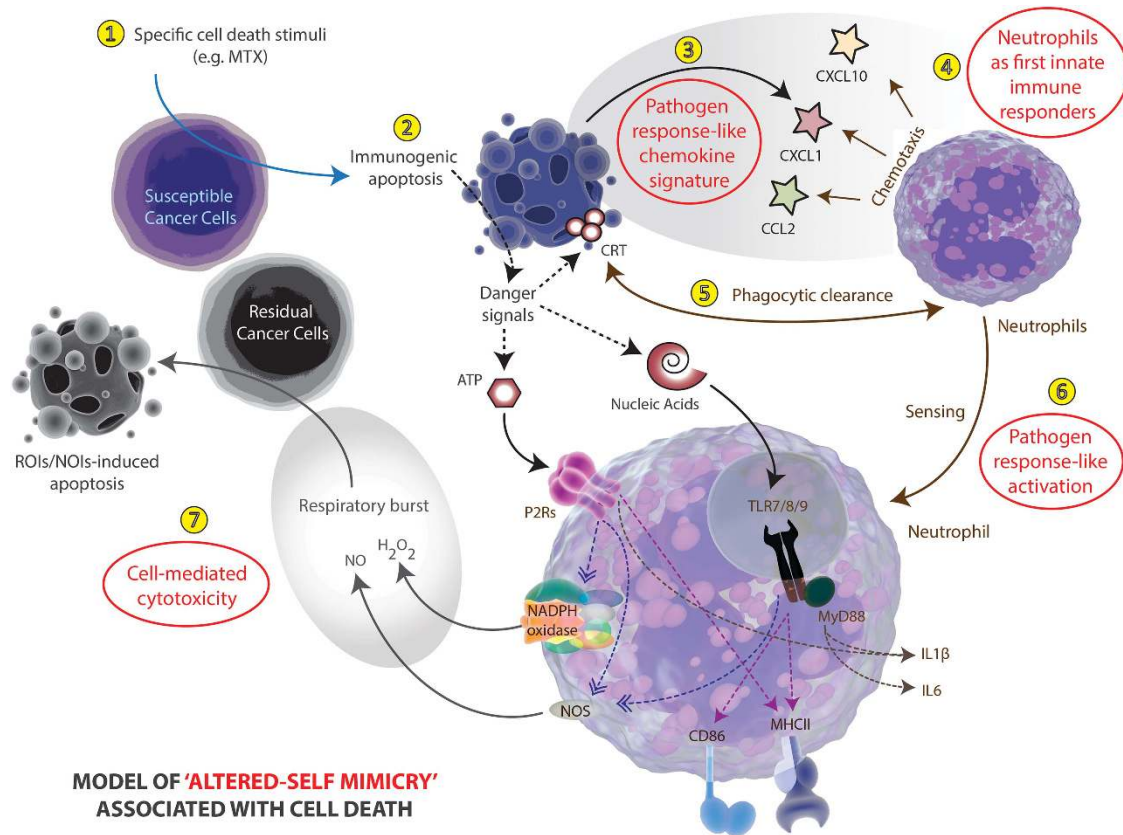 1
Specific cell death stimuli
(e.g. MTX)
Susceptible
Cancer Cells
2
Immunogenic
apoptosis
3
Pathogen
response-like
chemokine
signature
CXCL10
CXCL1
CCL2
Chemotaxis
4
Neutrophils
as first innate
immune
responders
CRT
5
Phagocytic clearance
Neutrophils
Danger
signals
Residual
Cancer Cells
ROIs/NOIs-induced
apoptosis
ATP
Nucleic Acids
Sensing
6
Pathogen
response-like
activation
P2Rs
TLR7/8/9
Neutrophil
Respiratory burst
NO
H2O2
7
Cell-mediated
cytotoxicity
NADPH
oxidase
MyD88
IL1β
IL6
NOS
CD86
MHCII
MODEL OF ‘ALTERED-SELF MIMICRY’
ASSOCIATED WITH CELL DEATH